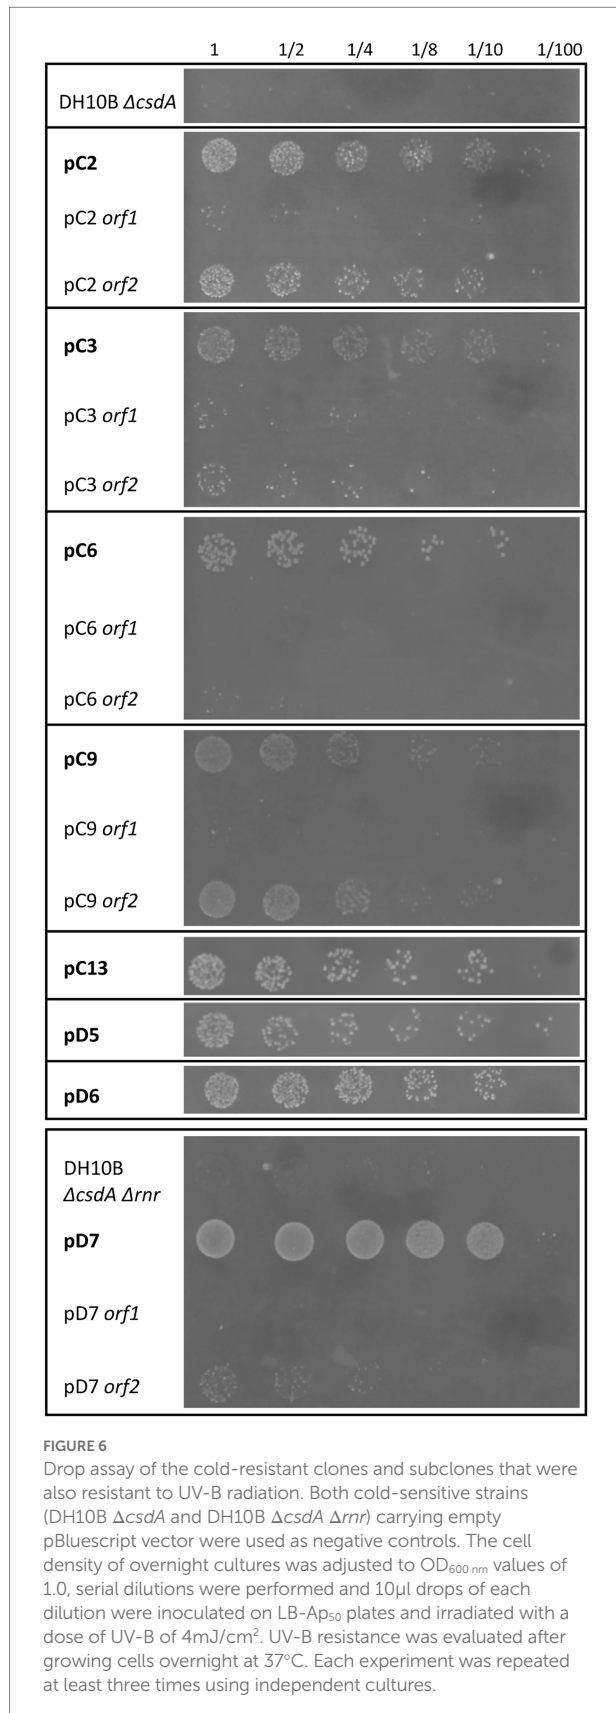 1 1/2 1/4 1/8 1/10 1/100
DH10B ΔcsdA
pC2
pC2 orf1
pC2 orf2
pC3
pC3 orf1
pC3 orf2
pC6
pC6 orf1
pC6 orf2
pC9
pC9 orf1
pC9 orf2
pC13
pD5
pD6
DH10B
ΔcsdA Δrnr
pD7
pD7 orf1
pD7 orf2
FIGURE 6
Drop assay of the cold-resistant clones and subclones that were
also resistant to UV-B radiation. Both cold-sensitive strains
(DH10B ΔcsdA and DH10B ΔcsdA Δrnr) carrying empty
pBluescript vector were used as negative controls. The cell
density of overnight cultures was adjusted to OD600 nm values of
1.0, serial dilutions were performed and 10μl drops of each
dilution were inoculated on LB-Ap50 plates and irradiated with a
dose of UV-B of 4mJ/cm². UV-B resistance was evaluated after
growing cells overnight at 37°C. Each experiment was repeated
at least three times using independent cultures.